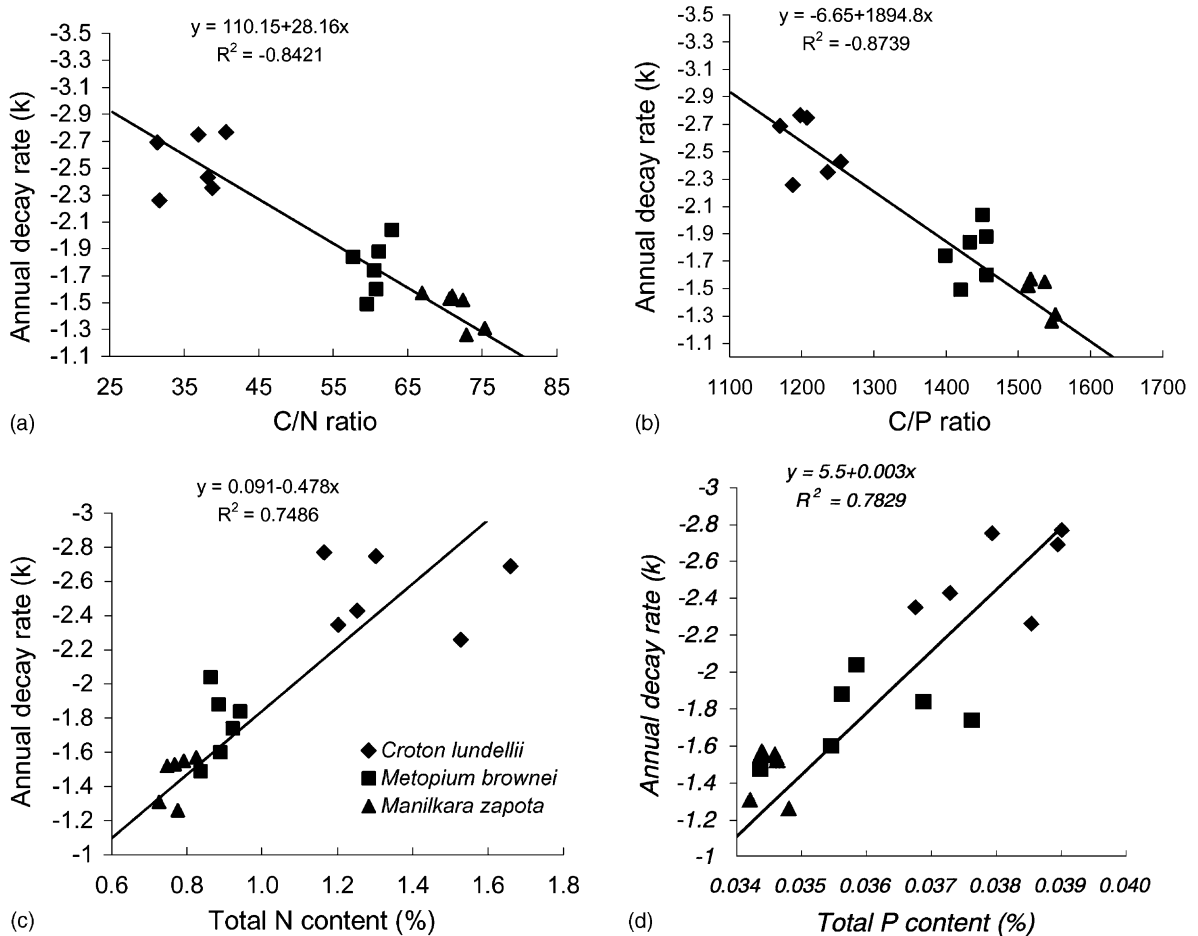 y = 110.15+28.16x
R² = -0.8421
Annual decay rate (k)
-3.5
-3.3
-3.1
-2.9
-2.7
-2.5
-2.3
-2.1
-1.9
-1.7
-1.5
-1.3
-1.1
25 35 45 55 65 75 85
(a) C/N ratio
y = -6.65+1894.8x
R² = -0.8739
Annual decay rate (k)
-3.5
-3.3
-3.1
-2.9
-2.7
-2.5
-2.3
-2.1
-1.9
-1.7
-1.5
-1.3
-1.1
1100 1200 1300 1400 1500 1600 1700
(b) C/P ratio
y = 0.091-0.478x
R² = 0.7486
Annual decay rate (k)
-3
-2.8
-2.6
-2.4
-2.2
-2
-1.8
-1.6
-1.4
-1.2
-1
Croton lundellii
Metopium brownei
Manilkara zapota
0.6 0.8 1.0 1.2 1.4 1.6 1.8
(c) Total N content (%)
y = 5.5+0.003x
R² = 0.7829
Annual decay rate (k)
-3
-2.8
-2.6
-2.4
-2.2
-2
-1.8
-1.6
-1.4
-1.2
-1
0.034 0.035 0.036 0.037 0.038 0.039 0.040
(d) Total P content (%)